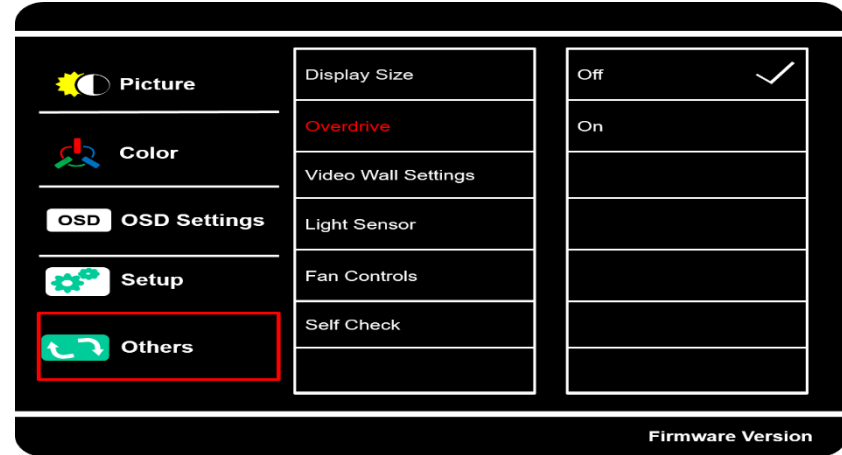 Picture
Color
OSD OSD Settings
Setup
Others
Display Size
Overdrive
Video Wall Settings
Light Sensor
Fan Controls
Self Check
Off
On
Firmware Version